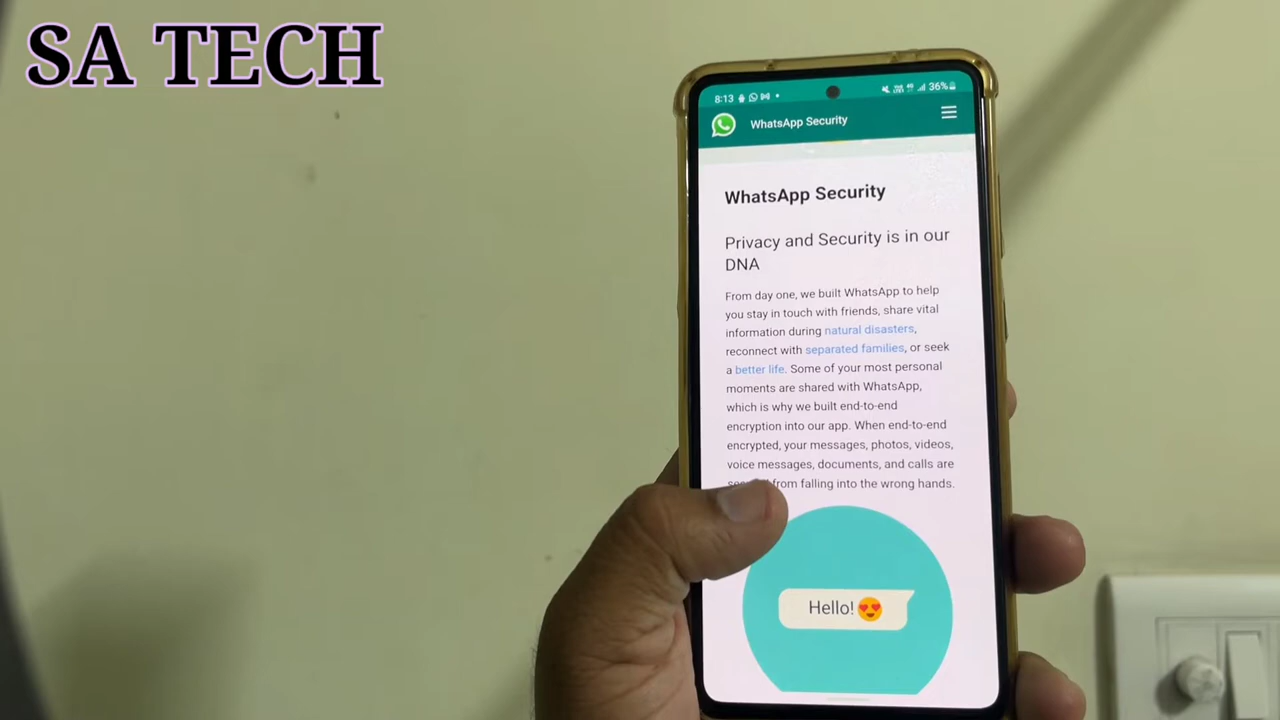 SA TECH
8:13
36%
WhatsApp Security
WhatsApp Security
Privacy and Security is in our
DNA
From day one, we built WhatsApp to help
you stay in touch with friends, share vital
information during natural disasters,
reconnect with separated families, or seek
a better life. Some of your most personal
moments are shared with WhatsApp,
which is why we built end-to-end
encryption into our app. When end-to-end
encrypted, your messages, photos, videos,
voice messages, documents, and calls are
from falling into the wrong hands.
Hello!😍